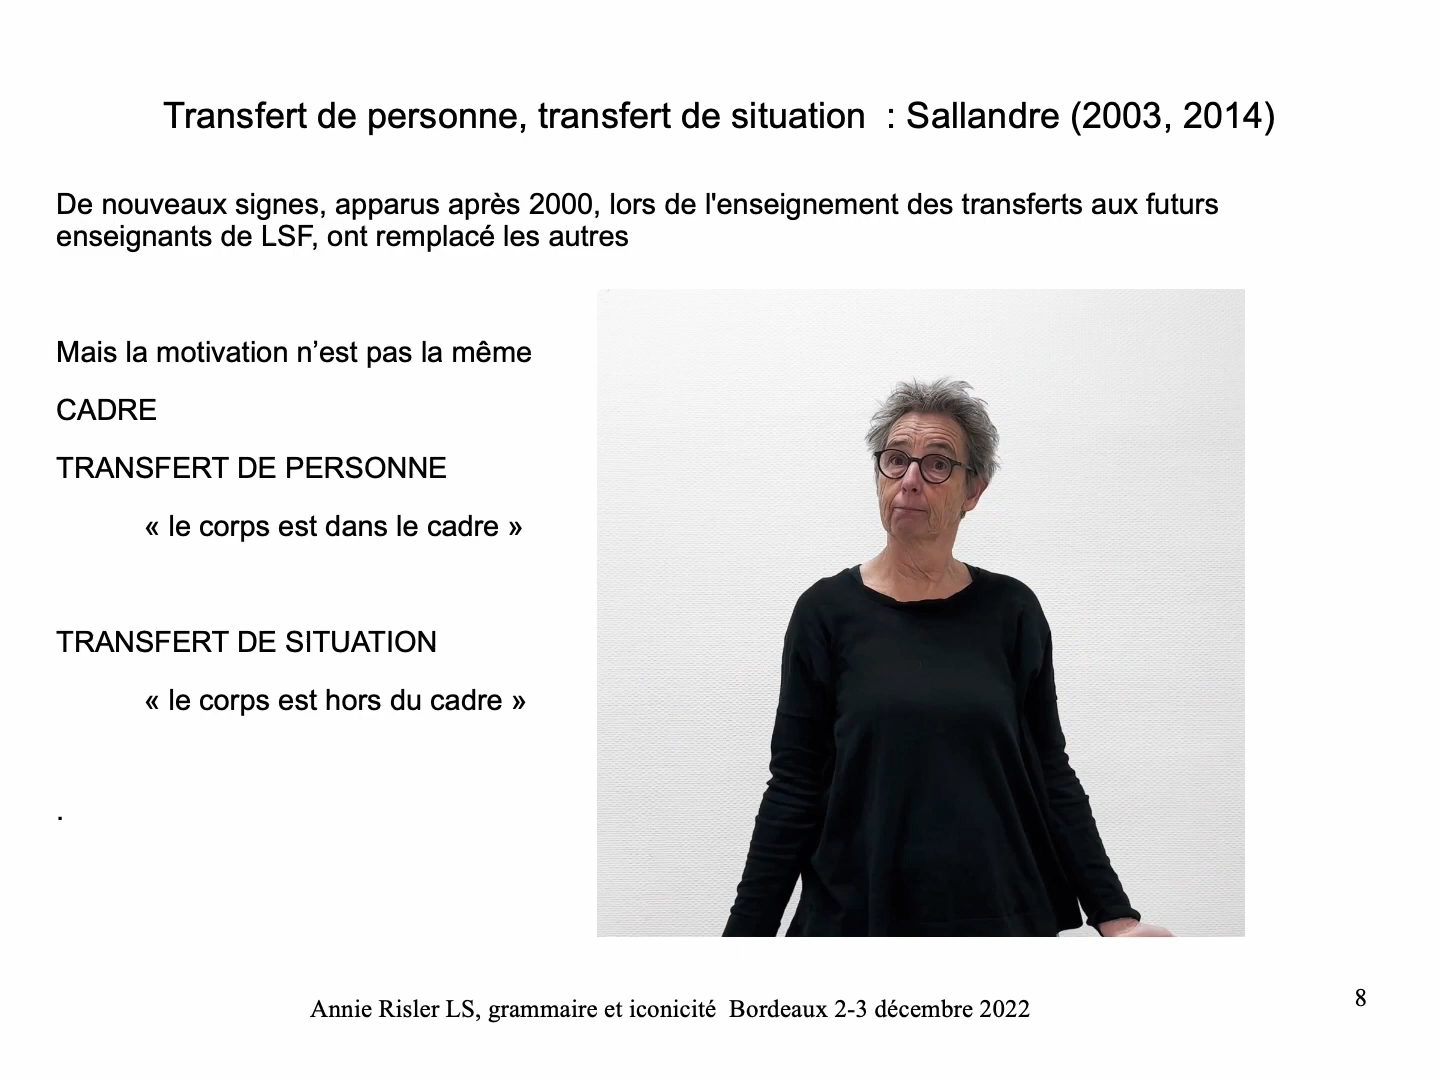 Transfert de personne, transfert de situation  : Sallandre (2003, 2014)
De nouveaux signes, apparus après 2000, lors de l'enseignement des transferts aux futurs
enseignants de LSF, ont remplacé les autres
Mais la motivation n’est pas la même
CADRE
TRANSFERT DE PERSONNE
« le corps est dans le cadre »
TRANSFERT DE SITUATION
« le corps est hors du cadre »
.
Annie Risler LS, grammaire et iconicité  Bordeaux 2-3 décembre 2022
8